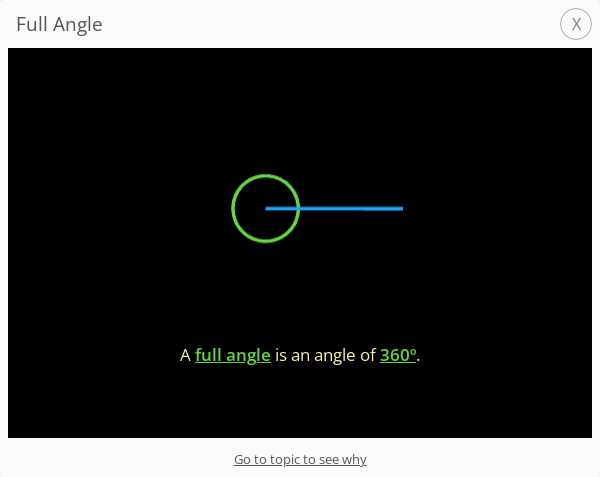 Full Angle
X
A full angle is an angle of 360º.
Go to topic to see why